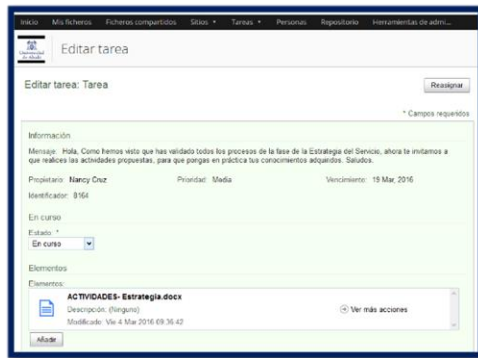 Inicio Mis ficheros Ficheros compartidos Sitios Tareas Personas Repositorio Herramientas de admi...
Universidad
de Alcalá
Editar tarea
Editar tarea: Tarea
Reasignar
* Campos requeridos
Información
Mensaje: Hola, Como hemos visto que has validado todos los procesos de la fase de la Estrategia del Servicio, ahora te invitamos a
que realices las actividades propuestas, para que pongas en práctica tus conocimientos adquiridos. Saludos.
Propietario: Nancy Cruz Prioridad: Media Vencimiento: 19 Mar, 2016
Identificador: 8164
En curso
Estado: *
En curso
Elementos
Elementos:
ACTIVIDADES- Estrategia.docx
Descripción: (Ninguno)
Ver más acciones
Modificado: Vie 4 Mar 2016 09:36:42
Añadir